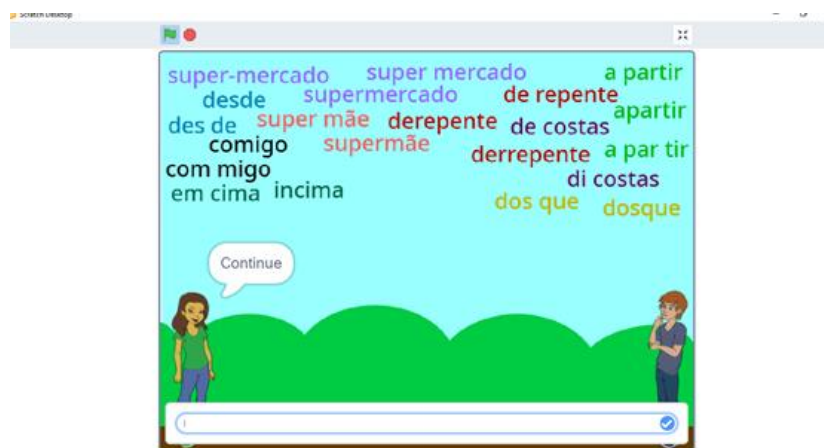 Scratch Desktop
super-mercado super mercado a partir
desde supermercado de repente
des de super mãe derepente de costas apartir
comigo supermãe derrepente a par tir
com migo di costas
em cima incima dos que dosque
Continue